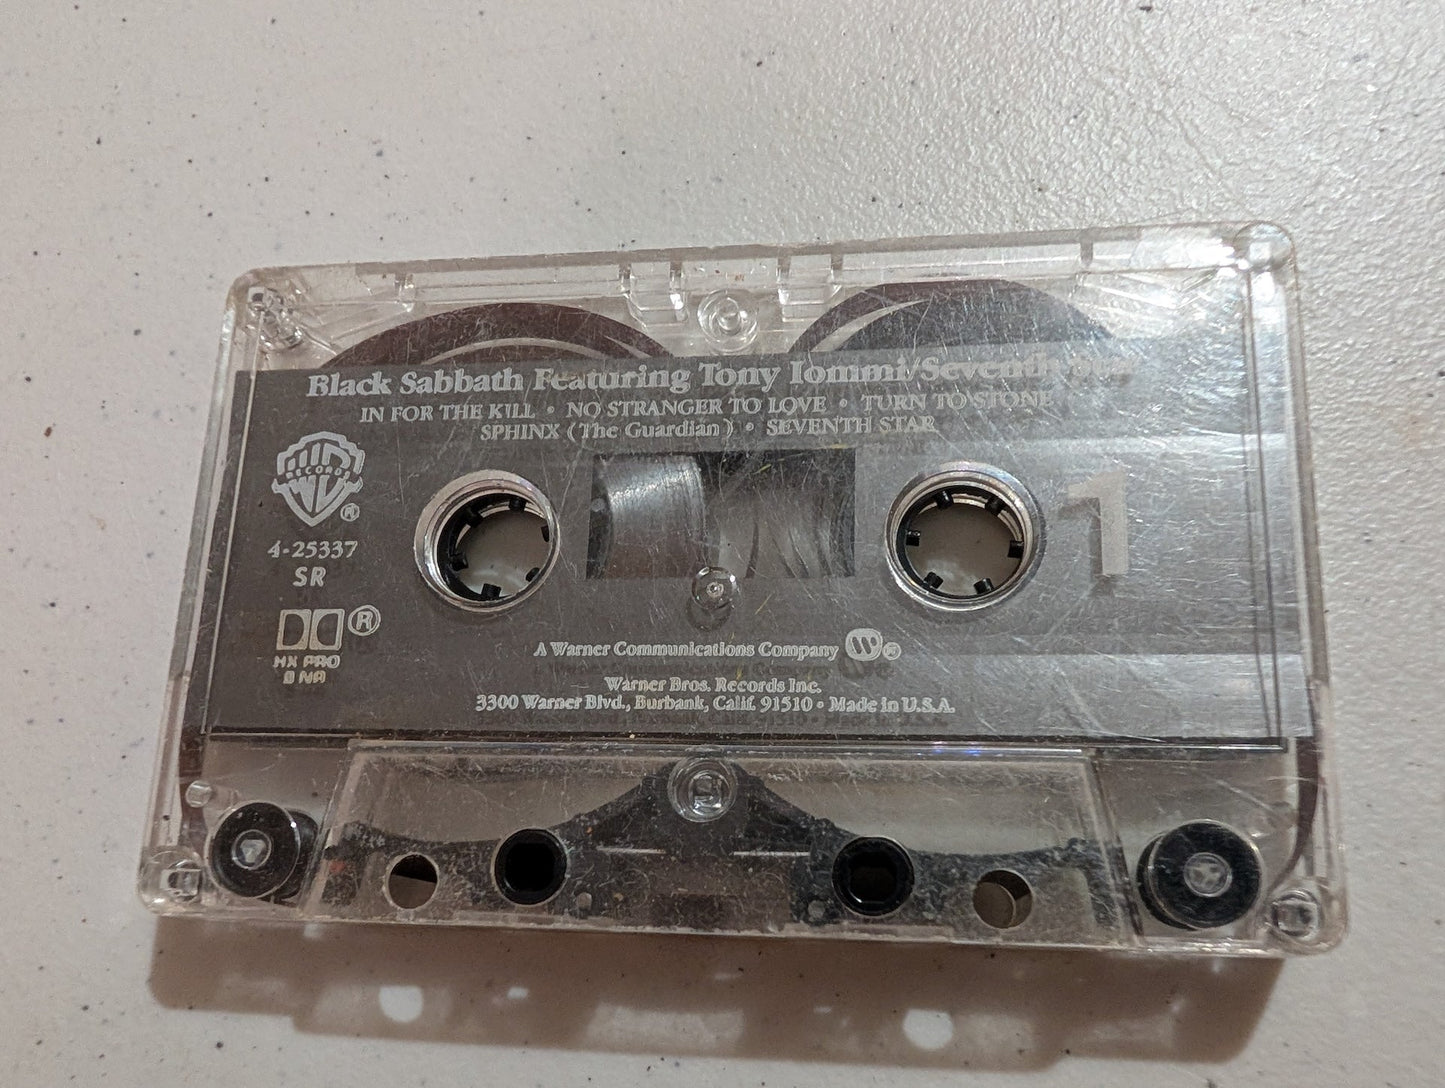 Black Sabbath Featuring Tony Iommi/Seventh Star
IN FOR THE KILL • NO STRANGER TO LOVE • TURN TO STONE
SPHINX (The Guardian) • SEVENTH STAR
RECORDS
4-25337
SR
1
®
HX PRO
B NR
A Warner Communications Company
Warner Bros. Records Inc.
3300 Warner Blvd., Burbank, Calif. 91510 • Made in U.S.A.